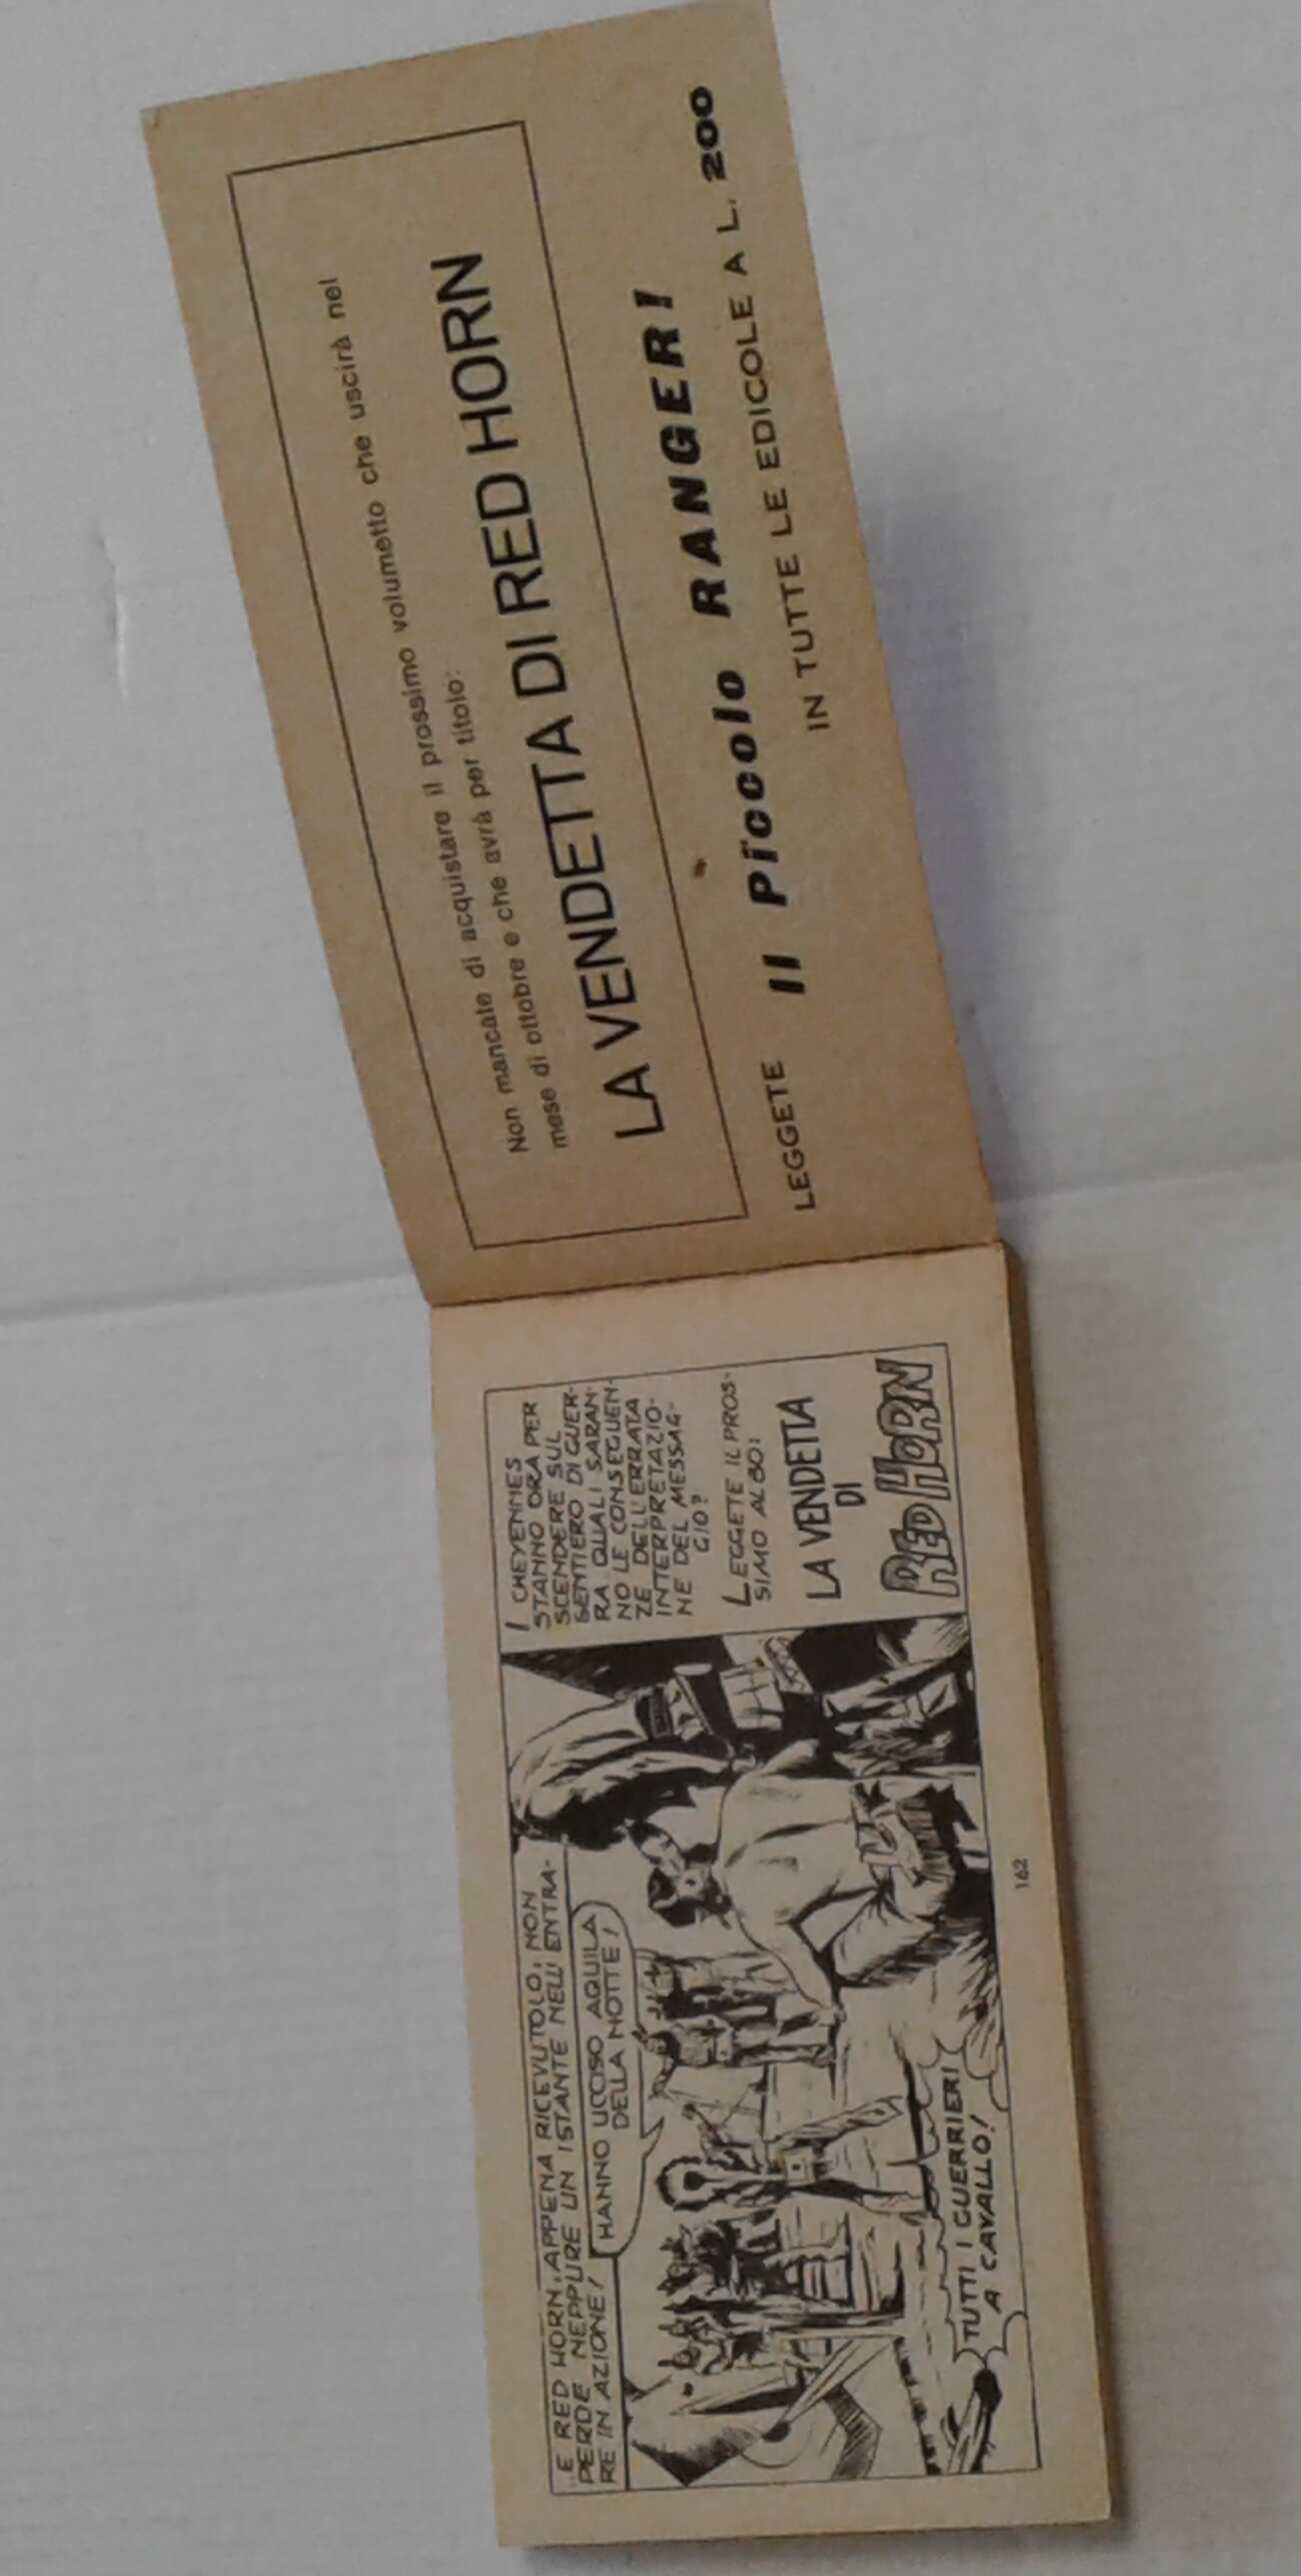 E RED HORN, APPENA RICEVUTOLO, NON
PERDE NEPPURE UN ISTANTE NELL'ENTRA-
RE IN AZIONE!
HANNO UCCISO AQUILA
DELLA NOTTE!
TUTTI I GUERRIERI
A CAVALLO!
I CHEYENNES
STANNO ORA PER
SCENDERE SUL
SENTIERO DI GUER-
RA QUALI SARAN-
NO LE CONSEGUEN-
ZE DELL'ERRATA
INTERPRETAZIO-
NE DEL MESSAG-
GIO?
LEGGETE IL PROS-
SIMO ALBO:
LA VENDETTA
DI
RED HORN
162
Non mancate di acquistare il prossimo volumetto che uscirà nel
mese di ottobre e che avrà per titolo:
LA VENDETTA DI RED HORN
LEGGETE Il Piccolo RANGER!
IN TUTTE LE EDICOLE A L. 200